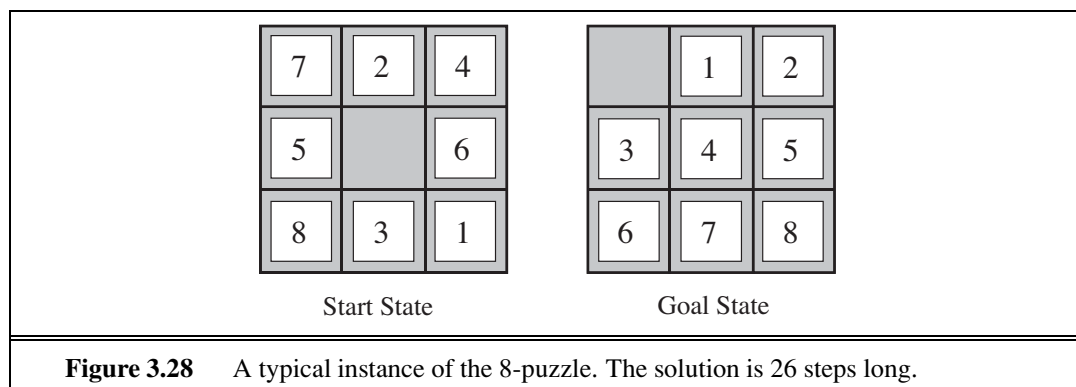 7 2 4
1 2
5 6
3 4 5
8 3 1
6 7 8
Start State
Goal State
Figure 3.28 A typical instance of the 8-puzzle. The solution is 26 steps long.